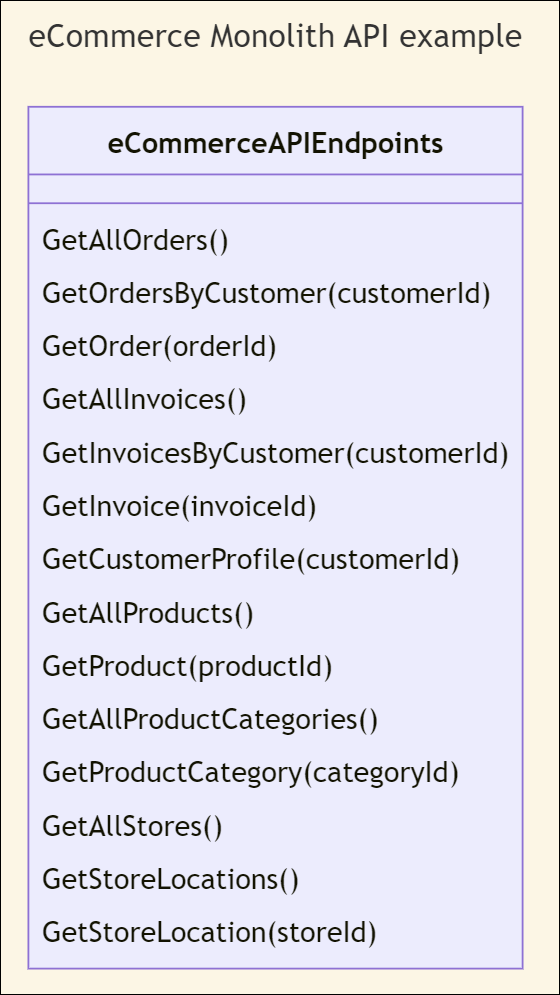 eCommerce Monolith API example
eCommerceAPIEndpoints
GetAllOrders()
GetOrdersByCustomer(customerId)
GetOrder(orderId)
GetAllInvoices()
GetInvoicesByCustomer(customerId)
GetInvoice(invoiceId)
GetCustomerProfile(customerId)
GetAllProducts()
GetProduct(productId)
GetAllProductCategories()
GetProductCategory(categoryId)
GetAllStores()
GetStoreLocations()
GetStoreLocation(storeId)